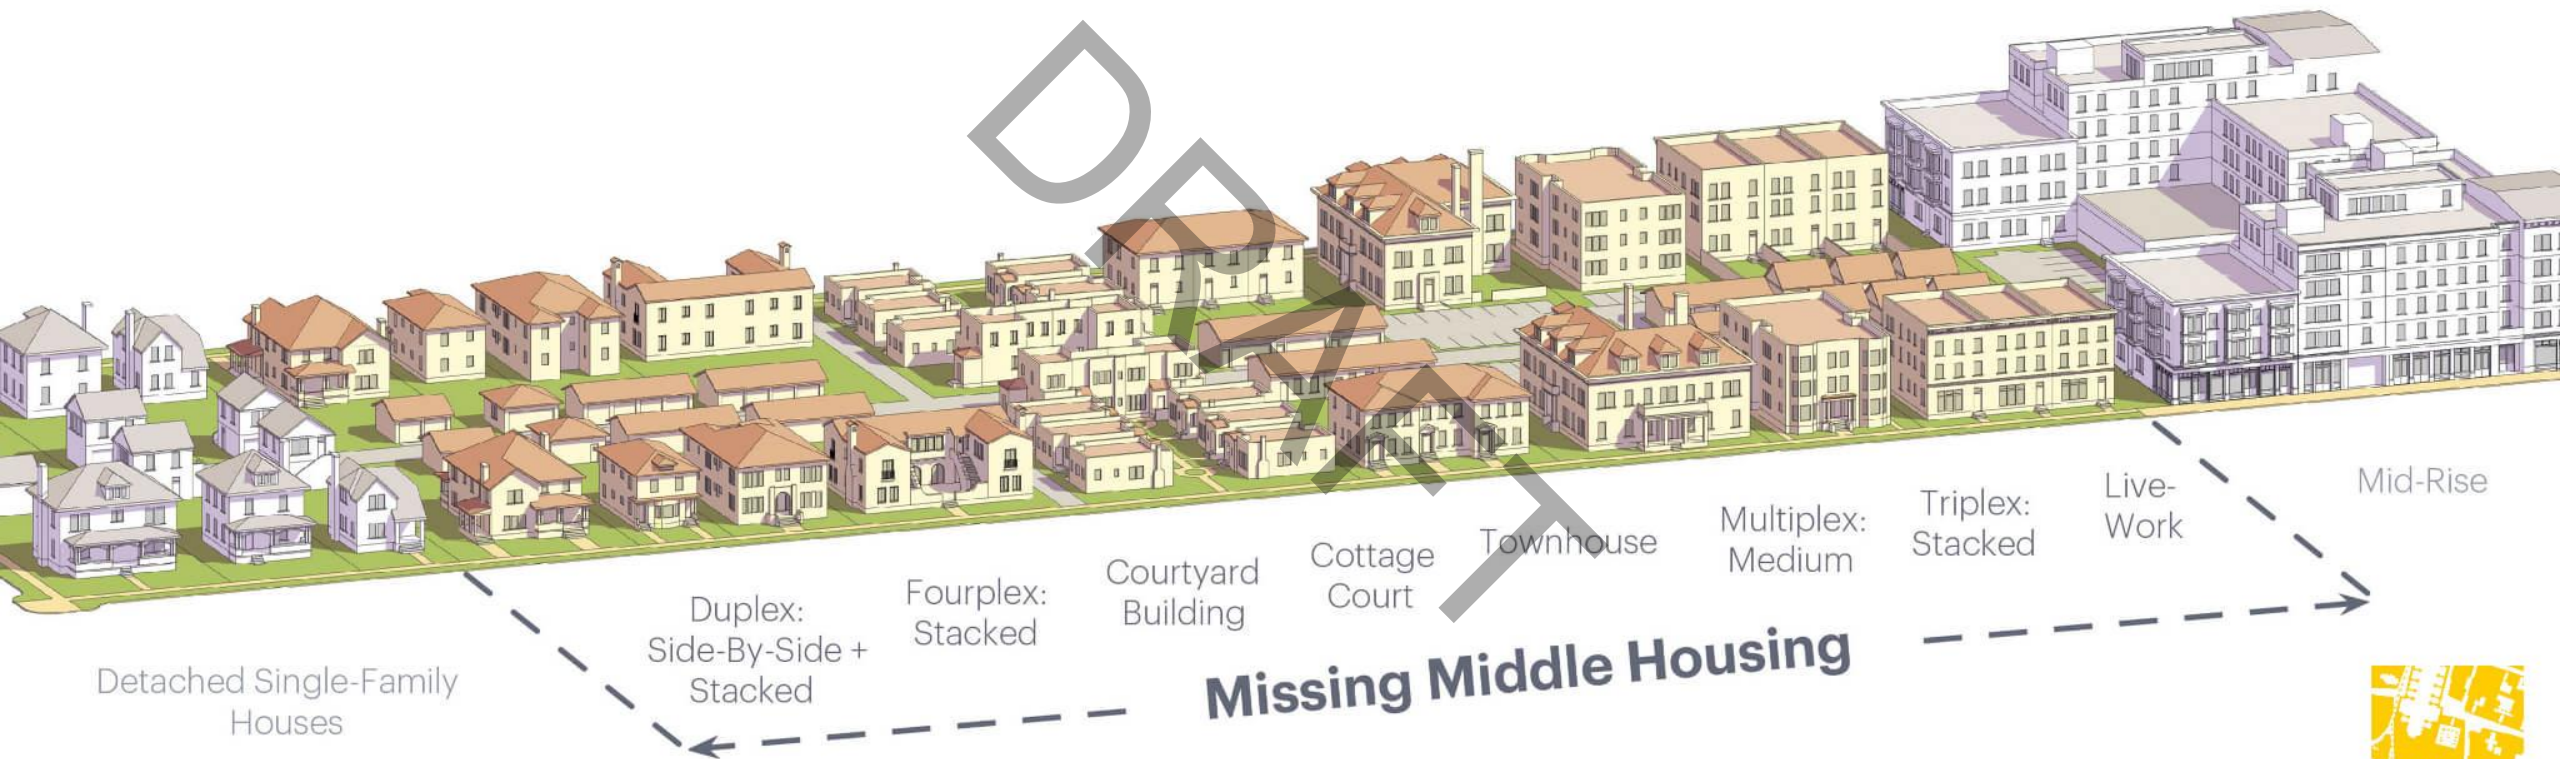 DRAFT
Detached Single-Family
Houses
Duplex:
Side-By-Side +
Stacked
Fourplex:
Stacked
Courtyard
Building
Cottage
Court
Townhouse
Multiplex:
Medium
Triplex:
Stacked
Live-
Work
Mid-Rise
Missing Middle Housing